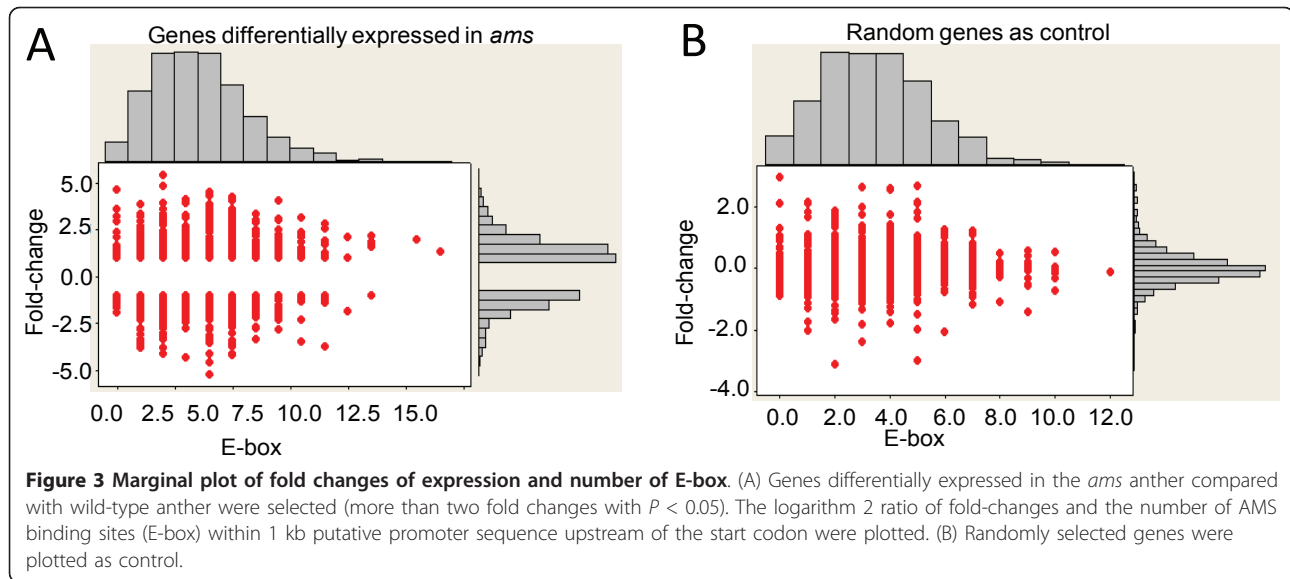 A
Genes differentially expressed in ams
5.0
2.5
0.0
-2.5
-5.0
Fold-change
0.0 2.5 5.0 7.5 10.0 12.5 15.0
E-box
B
Random genes as control
2.0
0.0
-2.0
-4.0
Fold-change
0.0 2.0 4.0 6.0 8.0 10.0 12.0
E-box
Figure 3 Marginal plot of fold changes of expression and number of E-box. (A) Genes differentially expressed in the ams anther compared
with wild-type anther were selected (more than two fold changes with P < 0.05). The logarithm 2 ratio of fold-changes and the number of AMS
binding sites (E-box) within 1 kb putative promoter sequence upstream of the start codon were plotted. (B) Randomly selected genes were
plotted as control.